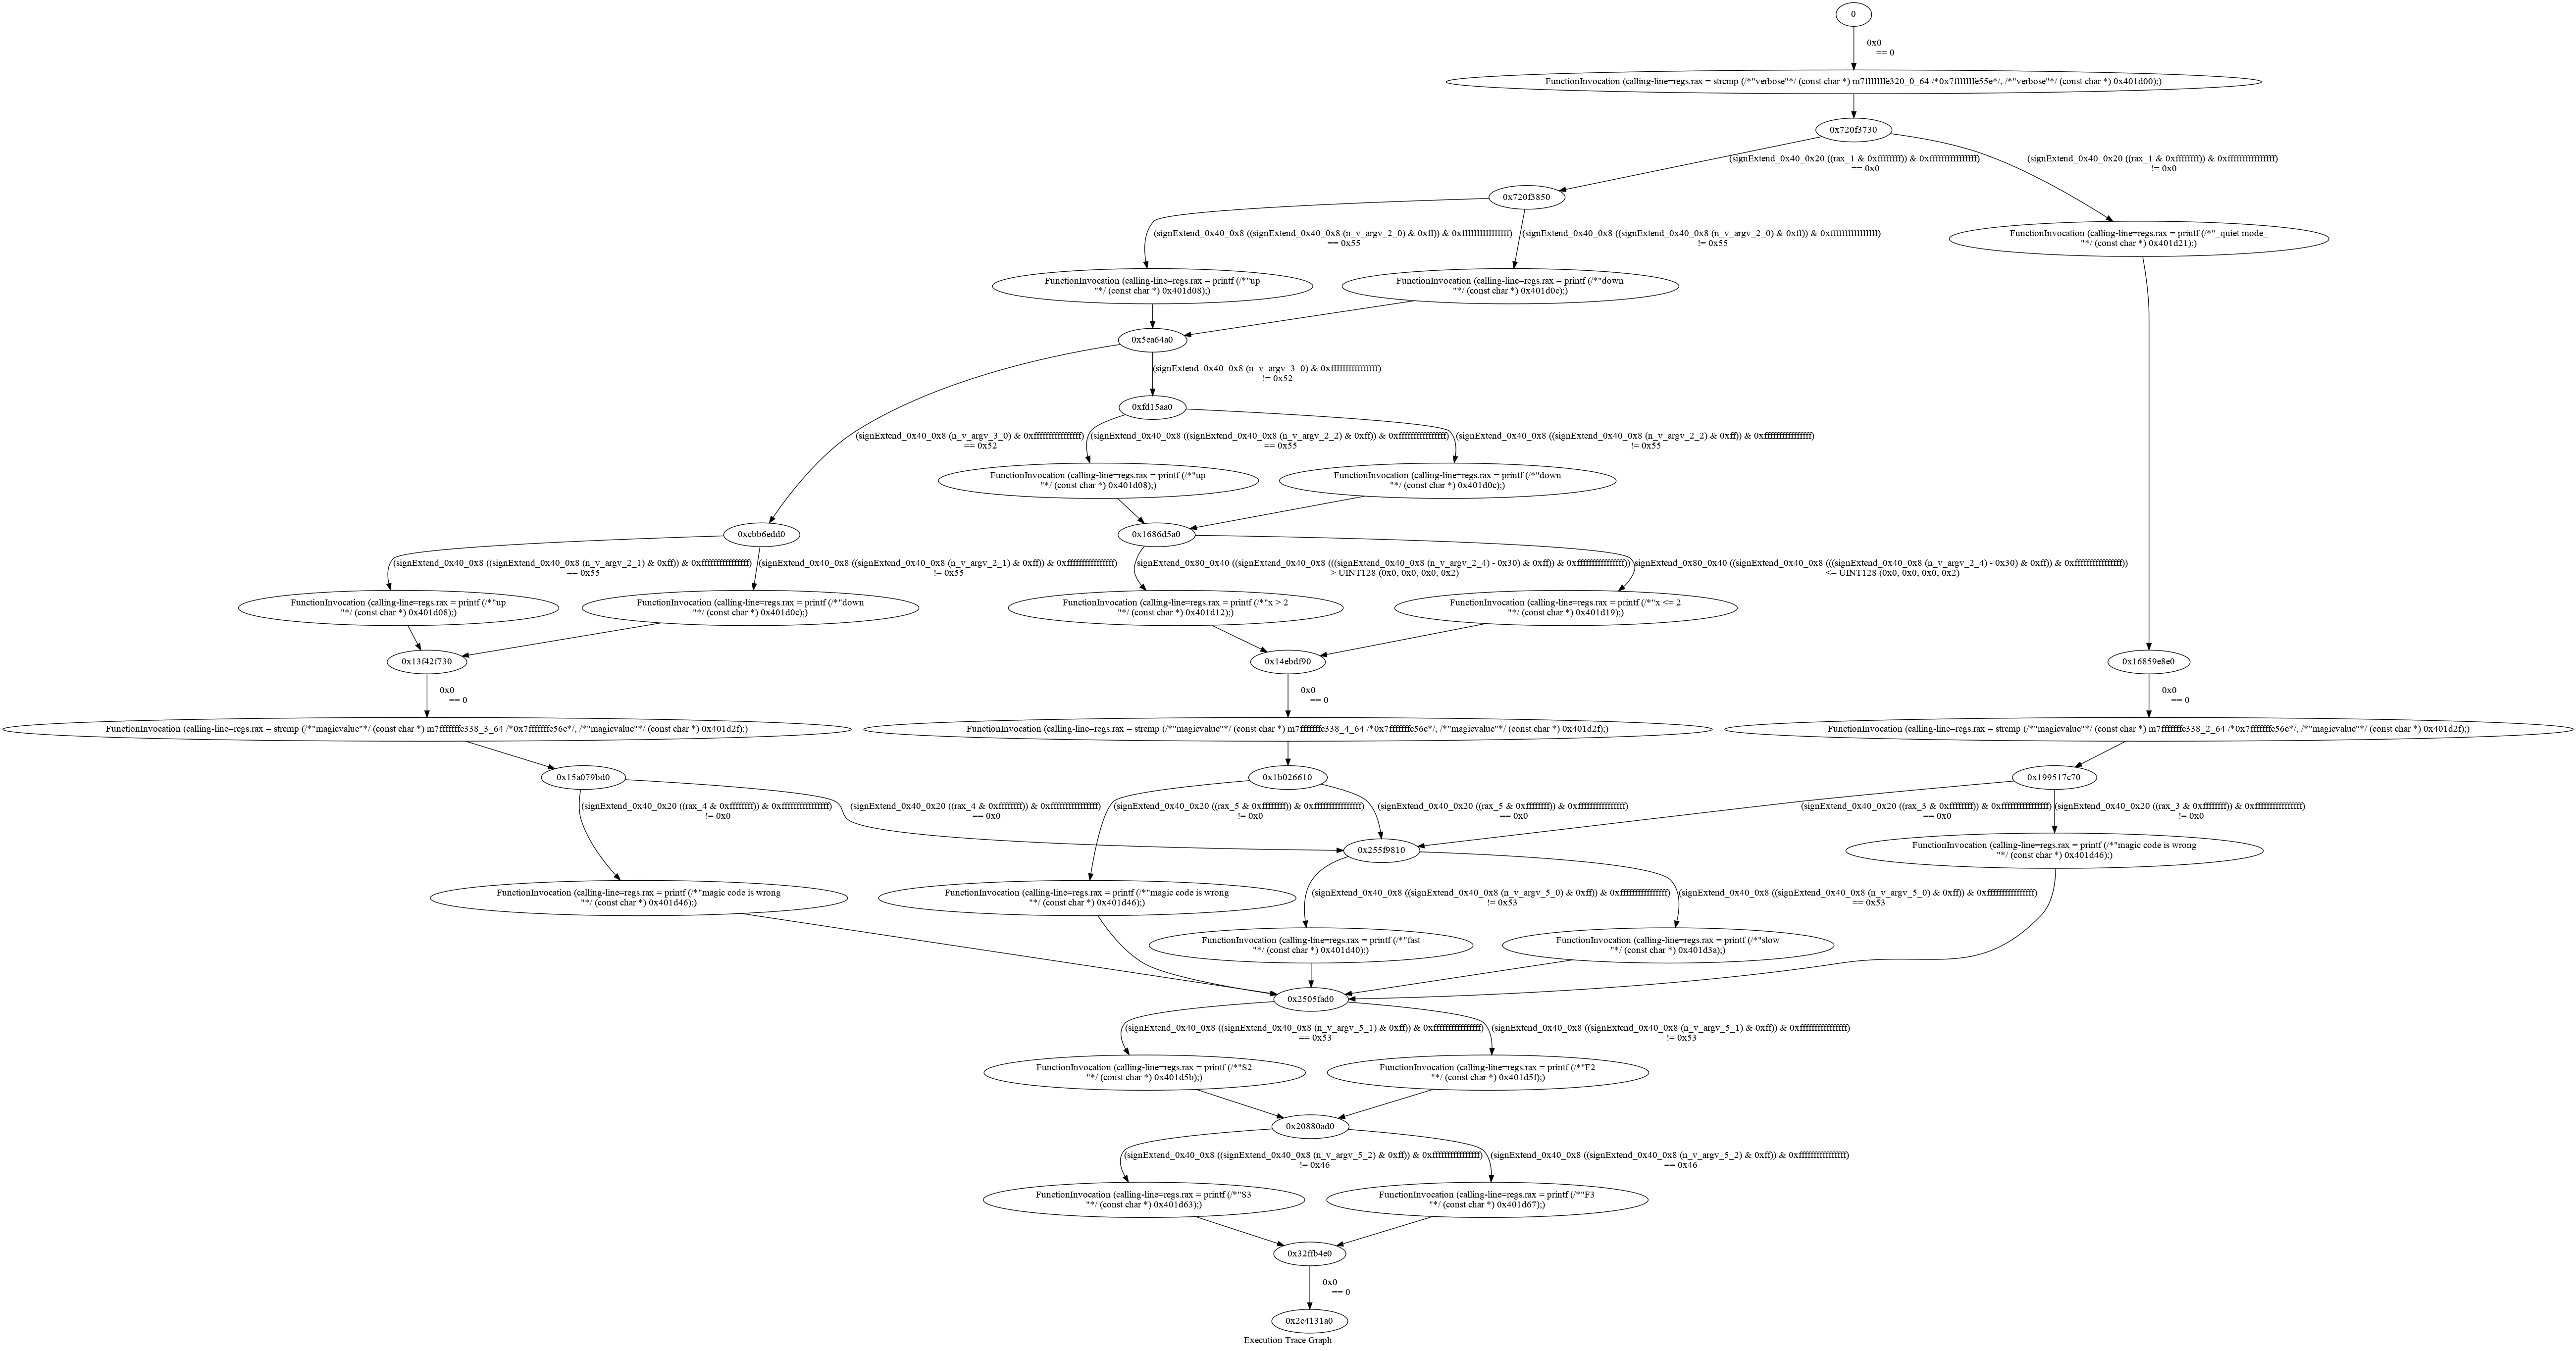 0
0x0
== 0
FunctionInvocation (calling-line=regs.rax = strcmp (/*"verbose"*/ (const char *) m7fffffffe320_0_64 /*0x7fffffffe55e*/, /*"verbose"*/ (const char *) 0x401d00);)
0x720f3730
(signExtend_0x40_0x20 ((rax_1 & 0xffffffff)) & 0xffffffffffffffff)
== 0x0
(signExtend_0x40_0x20 ((rax_1 & 0xffffffff)) & 0xffffffffffffffff)
!= 0x0
0x720f3850
(signExtend_0x40_0x8 ((signExtend_0x40_0x8 (n_v_argv_2_0) & 0xff)) & 0xffffffffffffffff)
== 0x55
(signExtend_0x40_0x8 ((signExtend_0x40_0x8 (n_v_argv_2_0) & 0xff)) & 0xffffffffffffffff)
!= 0x55
FunctionInvocation (calling-line=regs.rax = printf (/*"_quiet mode_
"*/ (const char *) 0x401d21);)
FunctionInvocation (calling-line=regs.rax = printf (/*"up
"*/ (const char *) 0x401d08);)
FunctionInvocation (calling-line=regs.rax = printf (/*"down
"*/ (const char *) 0x401d0c);)
0x5ea64a0
(signExtend_0x40_0x8 (n_v_argv_3_0) & 0xffffffffffffffff)
!= 0x52
0xfd15aa0
(signExtend_0x40_0x8 (n_v_argv_3_0) & 0xffffffffffffffff)
== 0x52
(signExtend_0x40_0x8 ((signExtend_0x40_0x8 (n_v_argv_2_2) & 0xff)) & 0xffffffffffffffff)
== 0x55
(signExtend_0x40_0x8 ((signExtend_0x40_0x8 (n_v_argv_2_2) & 0xff)) & 0xffffffffffffffff)
!= 0x55
FunctionInvocation (calling-line=regs.rax = printf (/*"up
"*/ (const char *) 0x401d08);)
FunctionInvocation (calling-line=regs.rax = printf (/*"down
"*/ (const char *) 0x401d0c);)
0xcbb6edd0
0x1686d5a0
(signExtend_0x40_0x8 ((signExtend_0x40_0x8 (n_v_argv_2_1) & 0xff)) & 0xffffffffffffffff)
== 0x55
(signExtend_0x40_0x8 ((signExtend_0x40_0x8 (n_v_argv_2_1) & 0xff)) & 0xffffffffffffffff)
!= 0x55
signExtend_0x80_0x40 ((signExtend_0x40_0x8 (((signExtend_0x40_0x8 (n_v_argv_2_4) - 0x30) & 0xff)) & 0xffffffffffffffff))
> UINT128 (0x0, 0x0, 0x0, 0x2)
signExtend_0x80_0x40 ((signExtend_0x40_0x8 (((signExtend_0x40_0x8 (n_v_argv_2_4) - 0x30) & 0xff)) & 0xffffffffffffffff))
<= UINT128 (0x0, 0x0, 0x0, 0x2)
FunctionInvocation (calling-line=regs.rax = printf (/*"up
"*/ (const char *) 0x401d08);)
FunctionInvocation (calling-line=regs.rax = printf (/*"down
"*/ (const char *) 0x401d0c);)
FunctionInvocation (calling-line=regs.rax = printf (/*"x > 2
"*/ (const char *) 0x401d12);)
FunctionInvocation (calling-line=regs.rax = printf (/*"x <= 2
"*/ (const char *) 0x401d19);)
0x13f42f730
0x14ebdf90
0x16859e8e0
0x0
== 0
0x0
== 0
0x0
== 0
FunctionInvocation (calling-line=regs.rax = strcmp (/*"magicvalue"*/ (const char *) m7fffffffe338_3_64 /*0x7fffffffe56e*/, /*"magicvalue"*/ (const char *) 0x401d2f);)
FunctionInvocation (calling-line=regs.rax = strcmp (/*"magicvalue"*/ (const char *) m7fffffffe338_4_64 /*0x7fffffffe56e*/, /*"magicvalue"*/ (const char *) 0x401d2f);)
FunctionInvocation (calling-line=regs.rax = strcmp (/*"magicvalue"*/ (const char *) m7fffffffe338_2_64 /*0x7fffffffe56e*/, /*"magicvalue"*/ (const char *) 0x401d2f);)
0x15a079bd0
0x1b026610
0x199517c70
(signExtend_0x40_0x20 ((rax_4 & 0xffffffff)) & 0xffffffffffffffff)
!= 0x0
(signExtend_0x40_0x20 ((rax_4 & 0xffffffff)) & 0xffffffffffffffff)
== 0x0
(signExtend_0x40_0x20 ((rax_5 & 0xffffffff)) & 0xffffffffffffffff)
!= 0x0
(signExtend_0x40_0x20 ((rax_5 & 0xffffffff)) & 0xffffffffffffffff)
== 0x0
(signExtend_0x40_0x20 ((rax_3 & 0xffffffff)) & 0xffffffffffffffff)
== 0x0
(signExtend_0x40_0x20 ((rax_3 & 0xffffffff)) & 0xffffffffffffffff)
!= 0x0
0x255f9810
FunctionInvocation (calling-line=regs.rax = printf (/*"magic code is wrong
"*/ (const char *) 0x401d46);)
FunctionInvocation (calling-line=regs.rax = printf (/*"magic code is wrong
"*/ (const char *) 0x401d46);)
FunctionInvocation (calling-line=regs.rax = printf (/*"magic code is wrong
"*/ (const char *) 0x401d46);)
(signExtend_0x40_0x8 ((signExtend_0x40_0x8 (n_v_argv_5_0) & 0xff)) & 0xffffffffffffffff)
!= 0x53
(signExtend_0x40_0x8 ((signExtend_0x40_0x8 (n_v_argv_5_0) & 0xff)) & 0xffffffffffffffff)
== 0x53
FunctionInvocation (calling-line=regs.rax = printf (/*"fast
"*/ (const char *) 0x401d40);)
FunctionInvocation (calling-line=regs.rax = printf (/*"slow
"*/ (const char *) 0x401d3a);)
0x2505fad0
(signExtend_0x40_0x8 ((signExtend_0x40_0x8 (n_v_argv_5_1) & 0xff)) & 0xffffffffffffffff)
== 0x53
(signExtend_0x40_0x8 ((signExtend_0x40_0x8 (n_v_argv_5_1) & 0xff)) & 0xffffffffffffffff)
!= 0x53
FunctionInvocation (calling-line=regs.rax = printf (/*"S2
"*/ (const char *) 0x401d5b);)
FunctionInvocation (calling-line=regs.rax = printf (/*"F2
"*/ (const char *) 0x401d5f);)
0x20880ad0
(signExtend_0x40_0x8 ((signExtend_0x40_0x8 (n_v_argv_5_2) & 0xff)) & 0xffffffffffffffff)
!= 0x46
(signExtend_0x40_0x8 ((signExtend_0x40_0x8 (n_v_argv_5_2) & 0xff)) & 0xffffffffffffffff)
== 0x46
FunctionInvocation (calling-line=regs.rax = printf (/*"S3
"*/ (const char *) 0x401d63);)
FunctionInvocation (calling-line=regs.rax = printf (/*"F3
"*/ (const char *) 0x401d67);)
0x32ffb4e0
0x0
== 0
0x2c4131a0
Execution Trace Graph